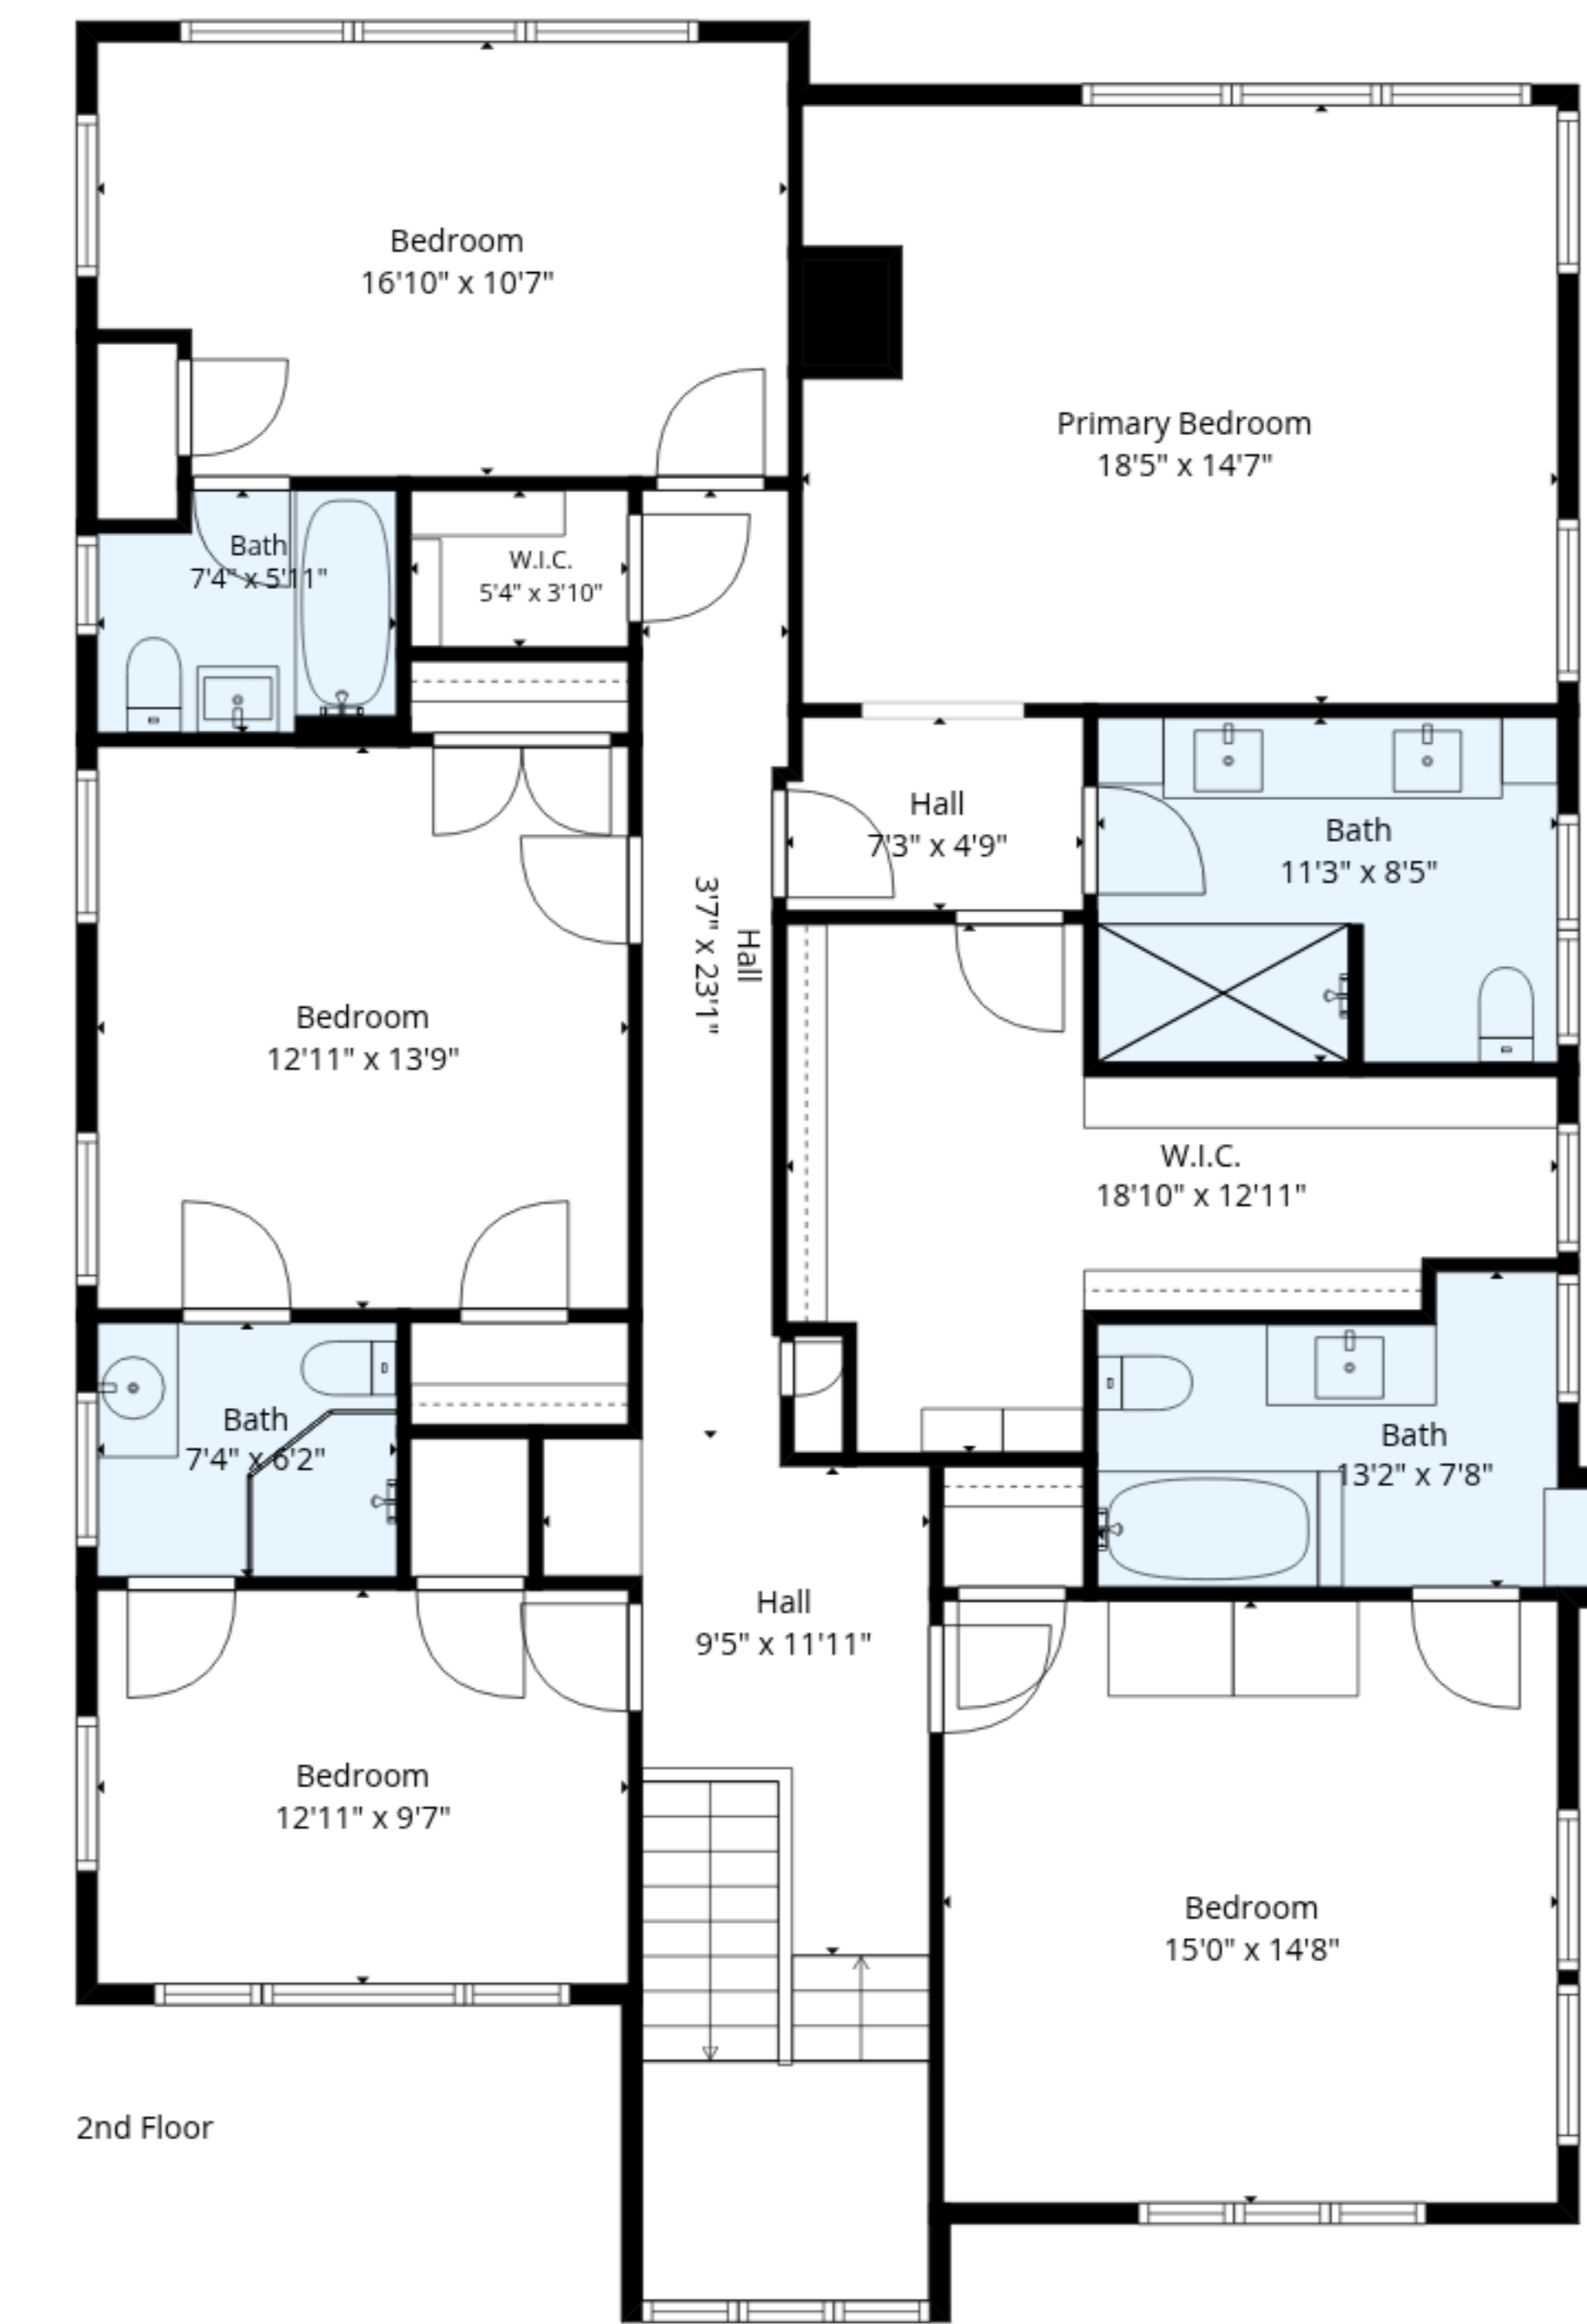 Bedroom
16'10" x 10'7"
Primary Bedroom
18'5" x 14'7"
Bath
7'4" x 5'11"
W.I.C.
5'4" x 3'10"
Hall
7'3" x 4'9"
Bath
11'3" x 8'5"
Hall
3'7" x 23'1"
Bedroom
12'11" x 13'9"
W.I.C.
18'10" x 12'11"
Bath
7'4" x 6'2"
Bath
13'2" x 7'8"
Hall
9'5" x 11'11"
Bedroom
12'11" x 9'7"
Bedroom
15'0" x 14'8"
2nd Floor